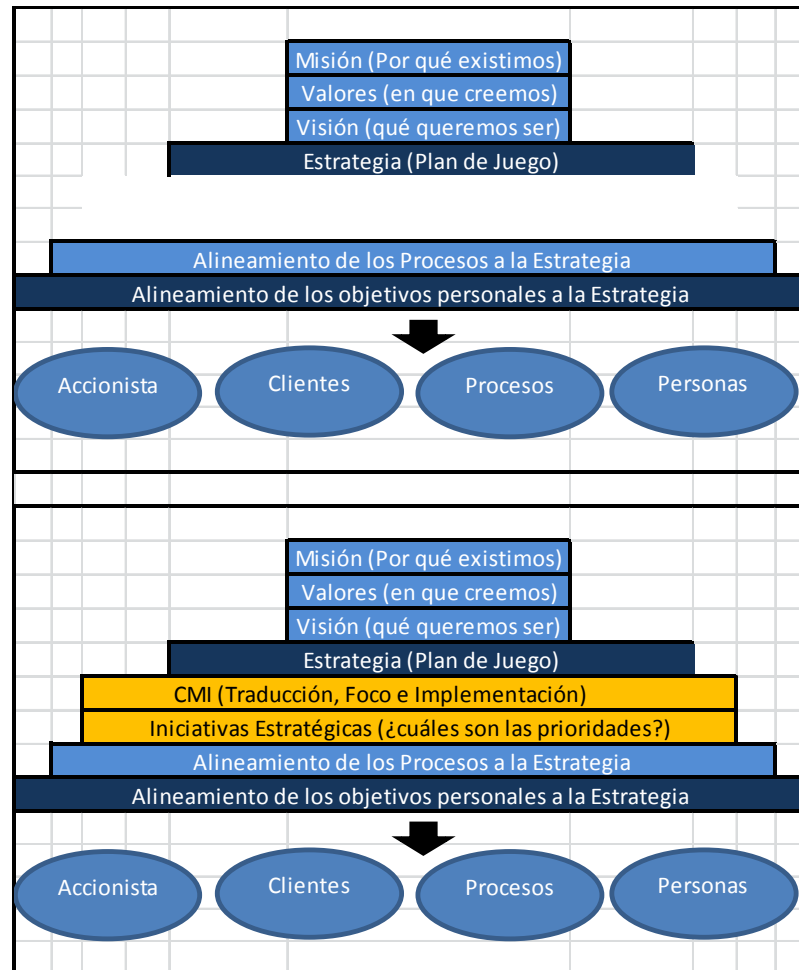 Misión (Por qué existimos)
Valores (en que creemos)
Visión (qué queremos ser)
Estrategia (Plan de Juego)
Alineamiento de los Procesos a la Estrategia
Alineamiento de los objetivos personales a la Estrategia
Accionista
Clientes
Procesos
Personas
Misión (Por qué existimos)
Valores (en que creemos)
Visión (qué queremos ser)
Estrategia (Plan de Juego)
CMI (Traducción, Foco e Implementación)
Iniciativas Estratégicas (¿cuáles son las prioridades?)
Alineamiento de los Procesos a la Estrategia
Alineamiento de los objetivos personales a la Estrategia
Accionista
Clientes
Procesos
Personas